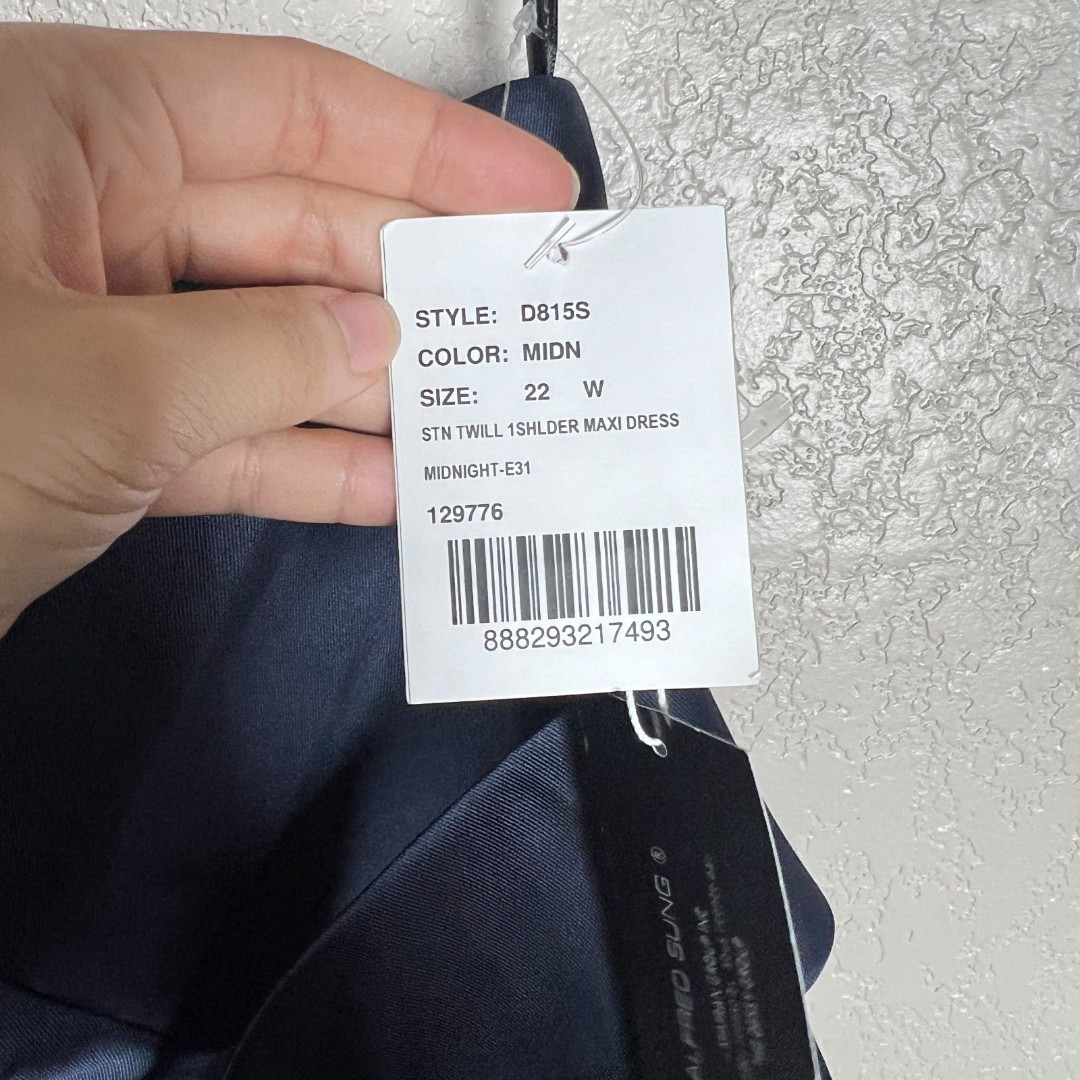 STYLE: D815S
COLOR: MIDN
SIZE: 22 W
STN TWILL 1SHLDER MAXI DRESS
MIDNIGHT-E31
129776
888293217493
ALFRED SUNG ®